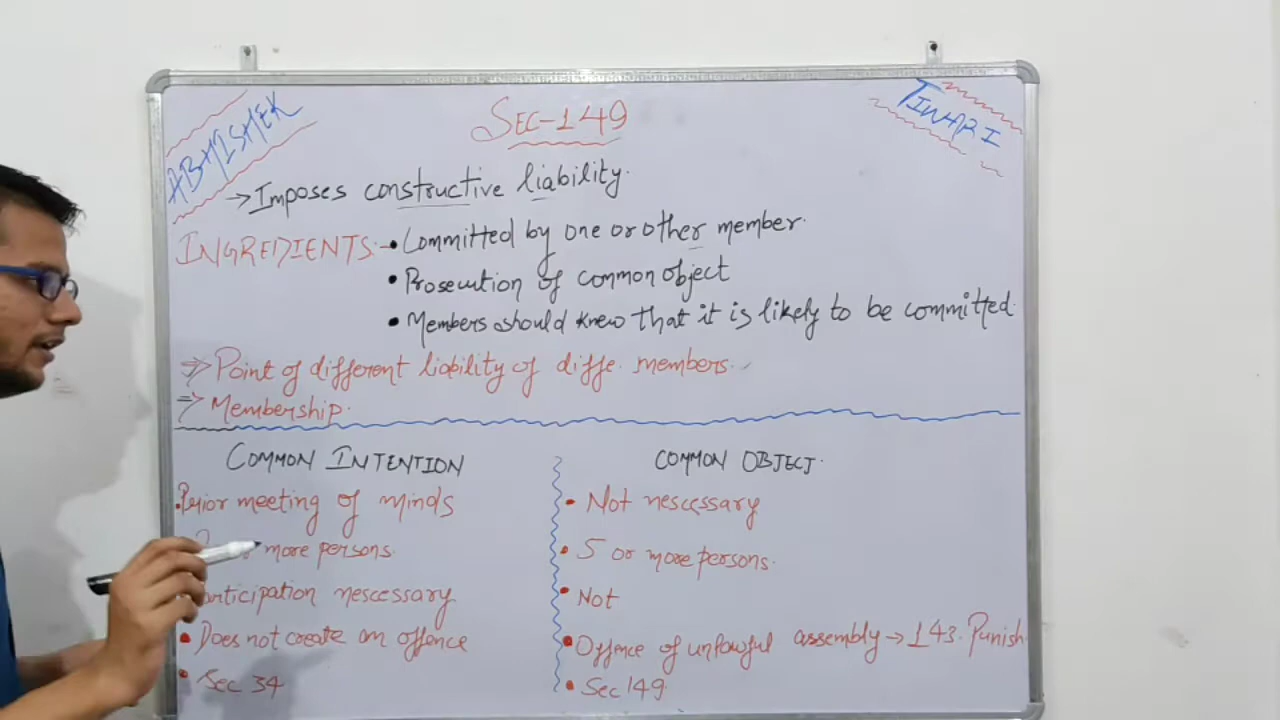 ABHISHEK
TIWARI
SEC-149
→Imposes constructive liability.
INGREDIENTS:- • Committed by one or other member.
• Prosecution of common object
• Members should knew that it is likely to be committed.
⇒ Point of different liability of diffe. members.
⇒ Membership.
COMMON INTENTION
COMMON OBJECT.
• Prior meeting of minds
• Not nescessary
more persons.
• 5 or more persons.
Participation nescessary
• Not
• Does not create an offence
• Offence of unlawful assembly → 143. Punish
• Sec 34
• Sec 149